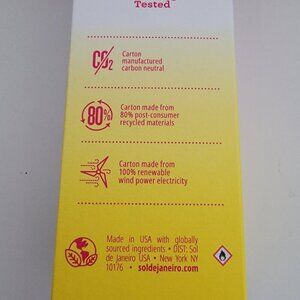 Tested™
CO2
Carton
manufactured
carbon neutral
80%
Carton made from
80% post-consumer
recycled materials
Carton made from
100% renewable
wind power electricity
Made in USA with globally
sourced ingredients • DIST: Sol
de Janeiro USA • New York NY
10176 • soldejaneiro.com